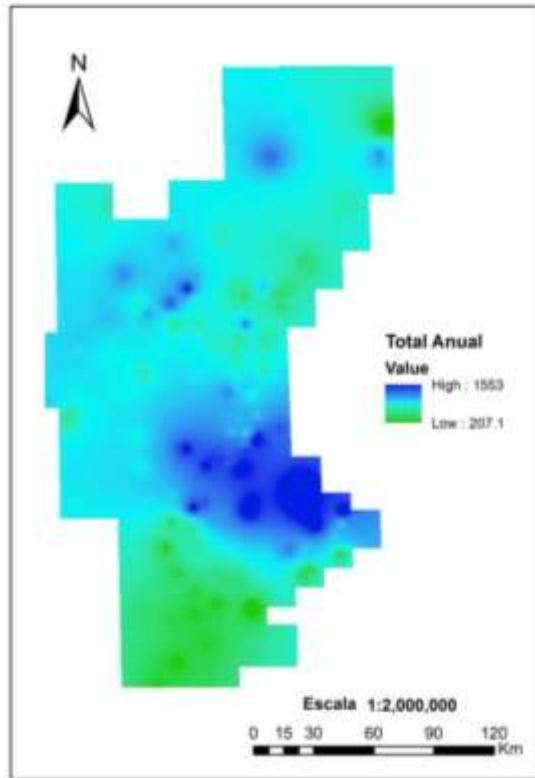 N
Total Anual
Value
High : 1553
Low : 207.1
Escala 1:2,000,000
0 15 30 60 90 120
Km